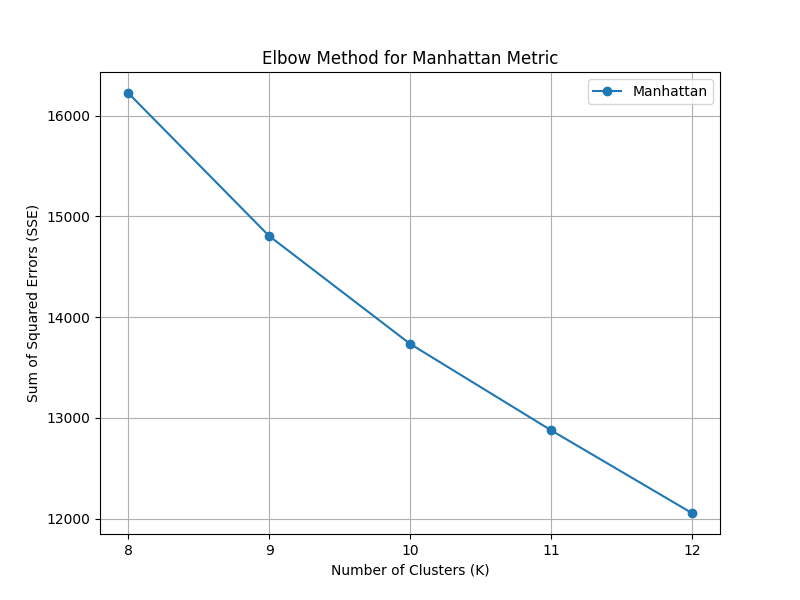 Elbow Method for Manhattan Metric
Manhattan
16000
15000
14000
13000
12000
Sum of Squared Errors (SSE)
8 9 10 11 12
Number of Clusters (K)